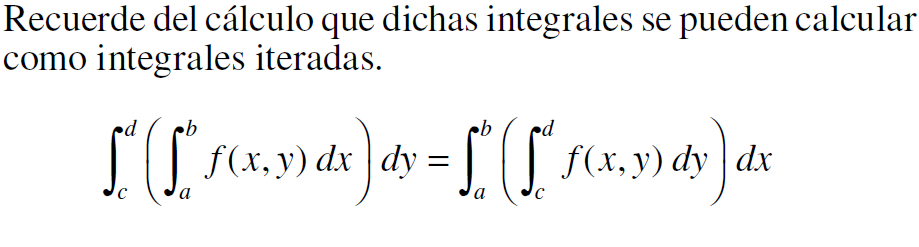 Recuerde del cálculo que dichas integrales se pueden calcular
como integrales iteradas.
∫_c^d (∫_a^b f(x, y) dx) dy = ∫_a^b (∫_c^d f(x, y) dy) dx